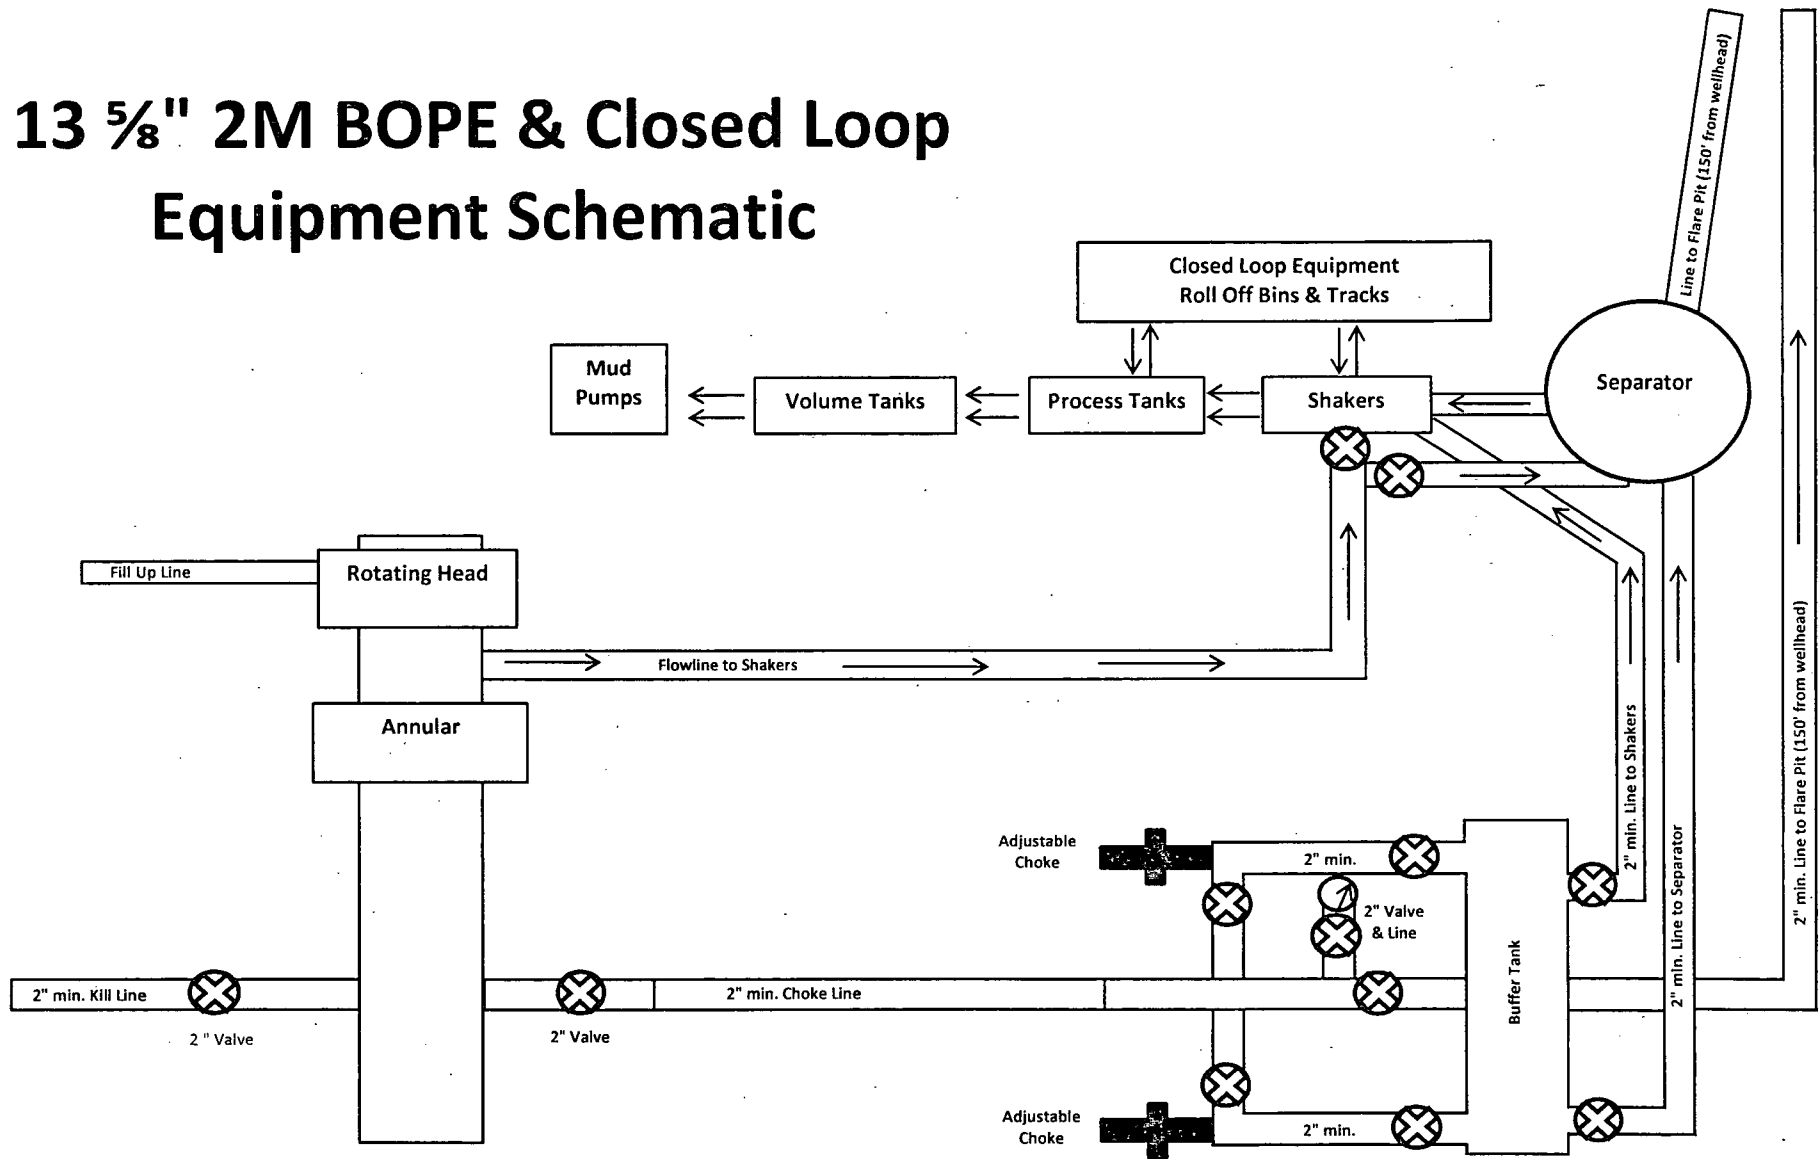 13 ⅝" 2M BOPE & Closed Loop
Equipment Schematic
Line to Flare Pit (150' from wellhead)
Closed Loop Equipment
Roll Off Bins & Tracks
Mud
Pumps
Volume Tanks
Process Tanks
Shakers
Separator
Fill Up Line
Rotating Head
Flowline to Shakers
Annular
2" min. Line to Shakers
2" min. Line to Separator
2" min. Line to Flare Pit (150' from wellhead)
Adjustable
Choke
2" min.
2" Valve
& Line
Buffer Tank
2" min. Kill Line
2" min. Choke Line
2 " Valve
2" Valve
Adjustable
Choke
2" min.